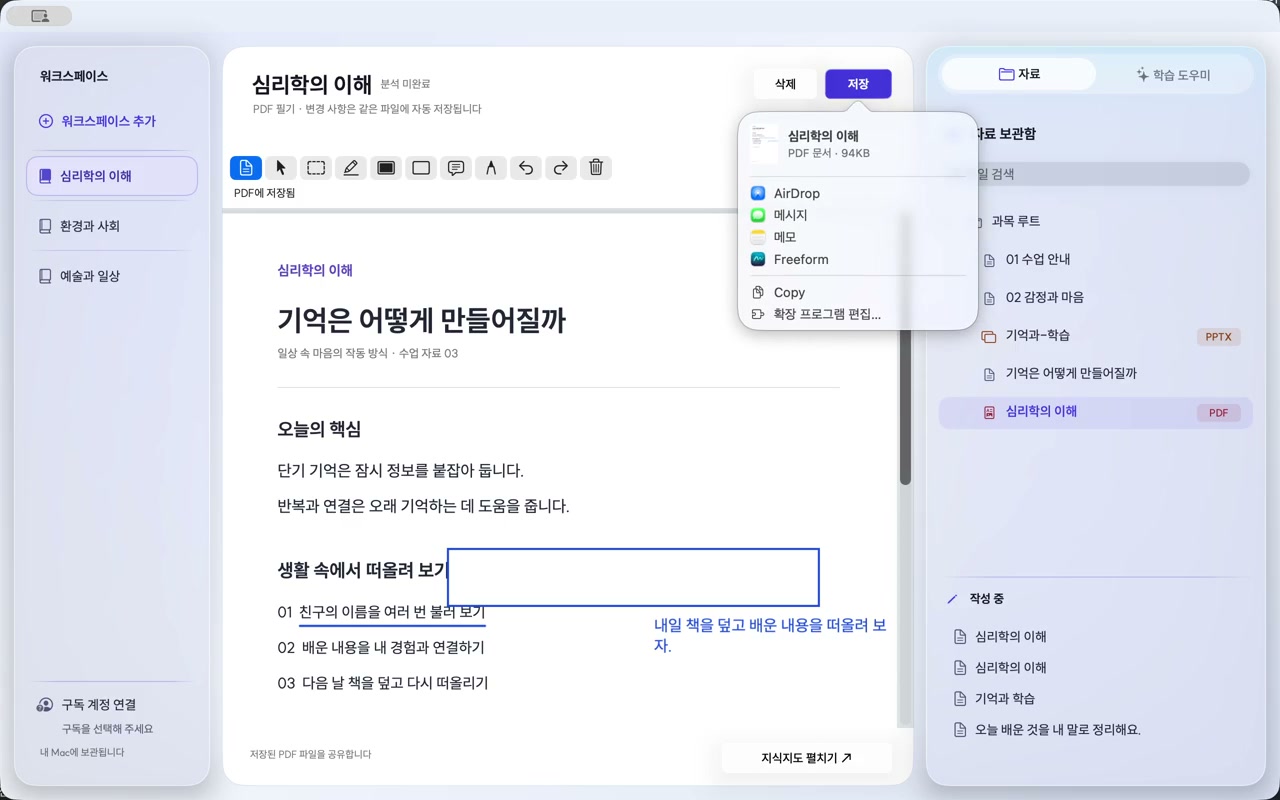 워크스페이스
워크스페이스 추가
심리학의 이해
환경과 사회
예술과 일상
구독 계정 연결
구독을 선택해 주세요
내 Mac에 보관됩니다
심리학의 이해 분석 미완료
PDF 필기 · 변경 사항은 같은 파일에 자동 저장됩니다
삭제
저장
PDF에 저장됨
심리학의 이해
PDF 문서 · 94KB
AirDrop
메시지
메모
Freeform
Copy
확장 프로그램 편집...
심리학의 이해
기억은 어떻게 만들어질까
일상 속 마음의 작동 방식 · 수업 자료 03
오늘의 핵심
단기 기억은 잠시 정보를 붙잡아 둡니다.
반복과 연결은 오래 기억하는 데 도움을 줍니다.
생활 속에서 떠올려 보기
01 친구의 이름을 여러 번 불러 보기
02 배운 내용을 내 경험과 연결하기
03 다음 날 책을 덮고 다시 떠올리기
내일 책을 덮고 배운 내용을 떠올려 보
자.
저장된 PDF 파일을 공유합니다
지식지도 펼치기 ↗
자료
학습 도우미
보관함
검색
과목 루트
01 수업 안내
02 감정과 마음
기억과-학습 PPTX
기억은 어떻게 만들어질까
심리학의 이해 PDF
작성 중
심리학의 이해
심리학의 이해
기억과 학습
오늘 배운 것을 내 말로 정리해요.